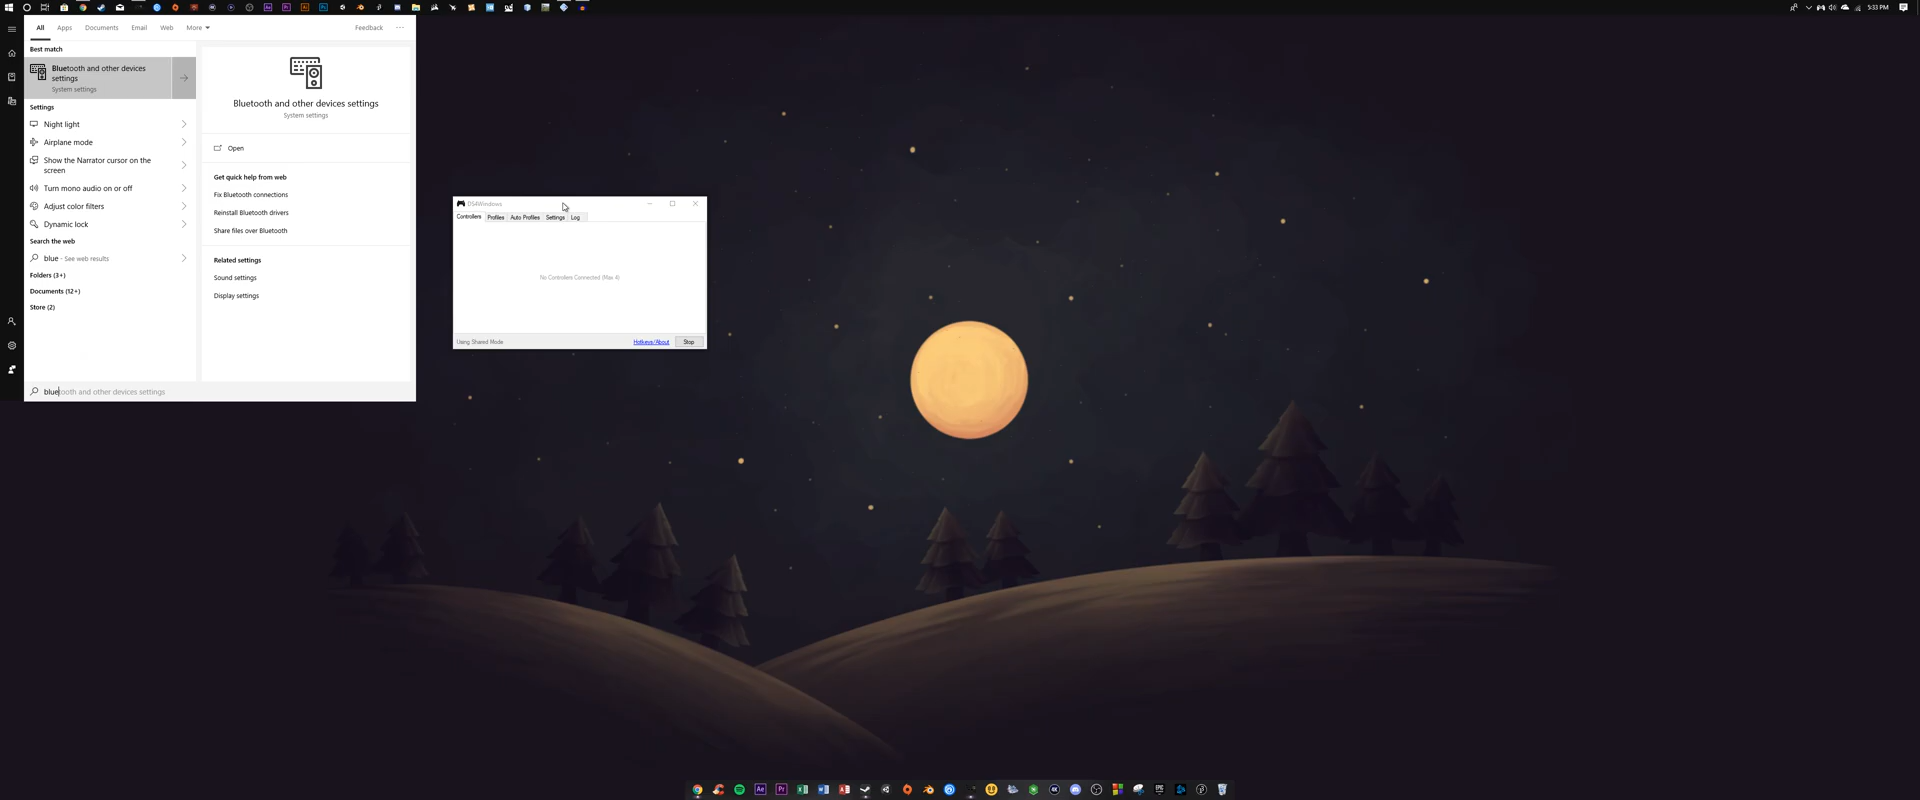 5:33 PM
All Apps Documents Email Web More Feedback ...
Best match
Bluetooth and other devices
settings
System settings
Settings
Night light
Airplane mode
Show the Narrator cursor on the
screen
Turn mono audio on or off
Adjust color filters
Dynamic lock
Search the web
blue - See web results
Folders (3+)
Documents (12+)
Store (2)
Bluetooth and other devices settings
System settings
Open
Get quick help from web
Fix Bluetooth connections
Reinstall Bluetooth drivers
Share files over Bluetooth
Related settings
Sound settings
Display settings
bluetooth and other devices settings
DS4Windows
Controllers Profiles Auto Profiles Settings Log
No Controllers Connected (Max 4)
Using Shared Mode Hotkeys/About Stop
Ae Pr